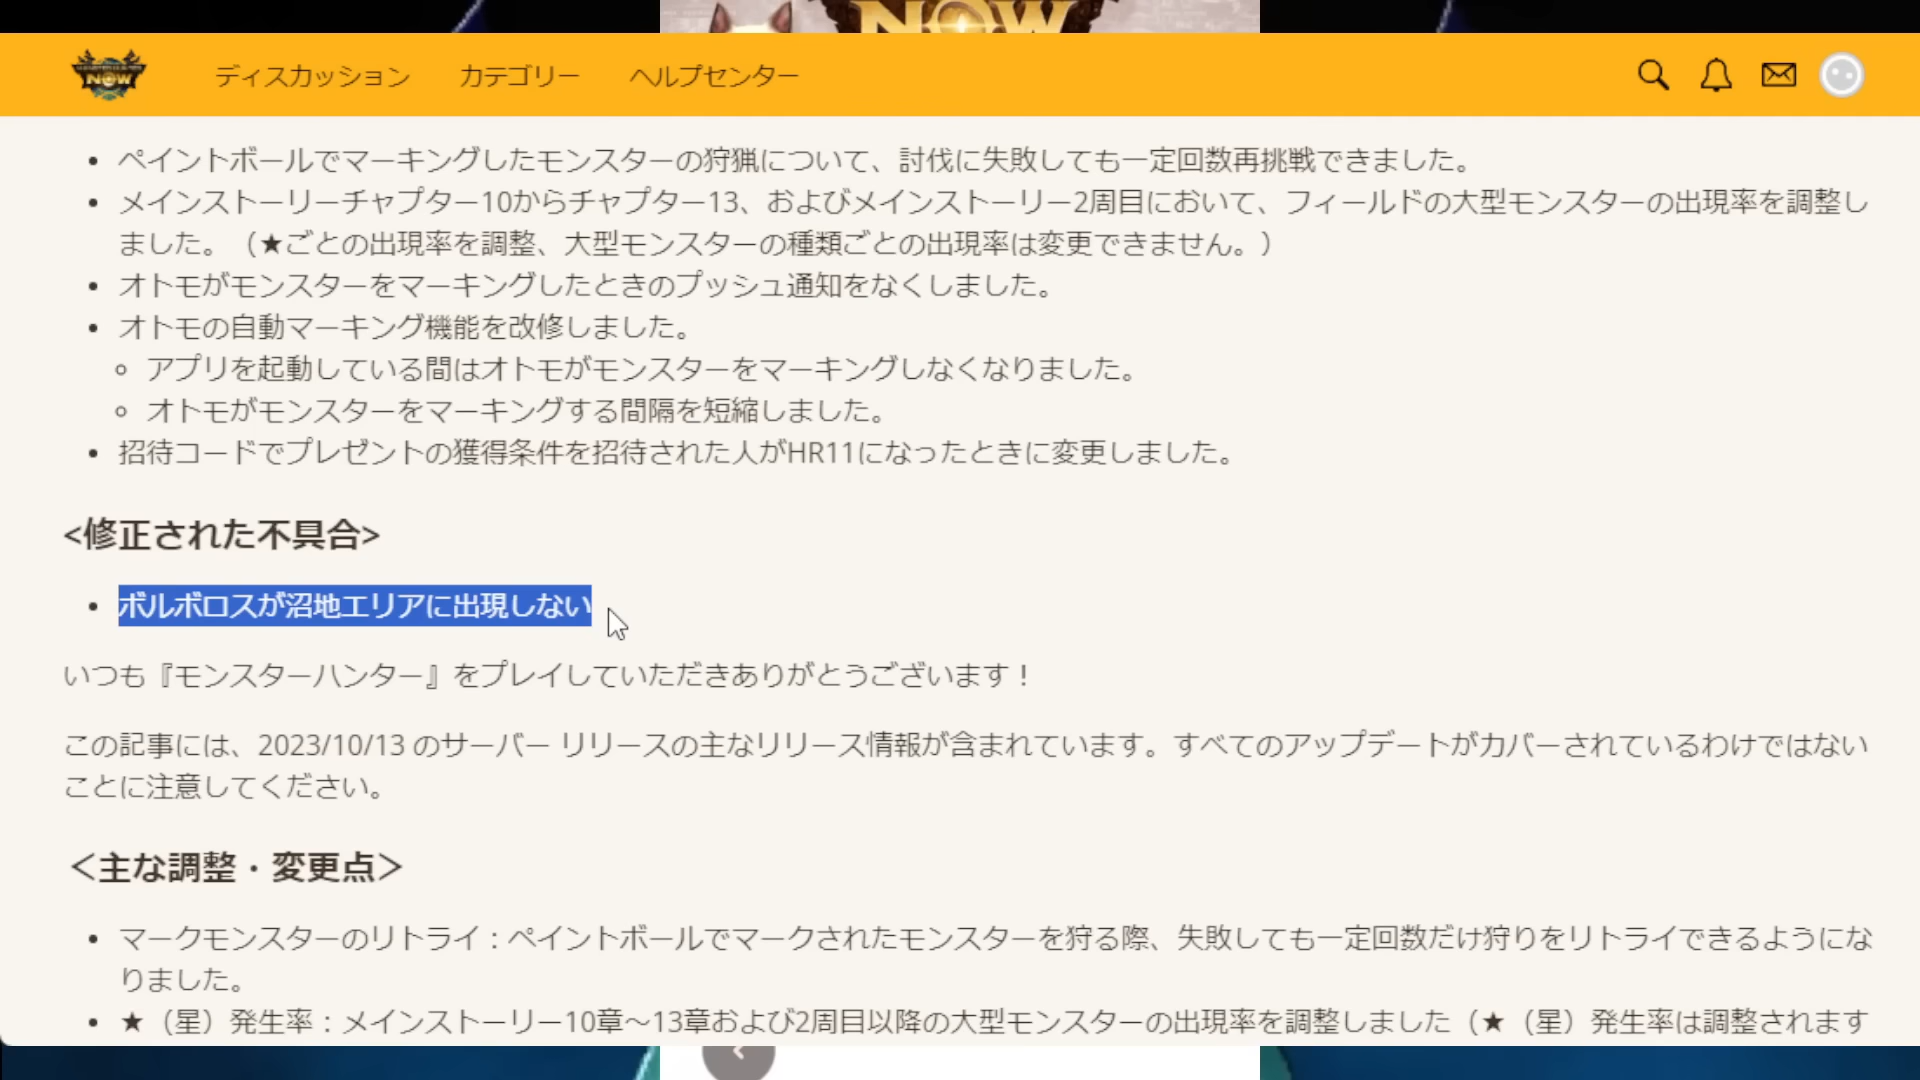 NOW
NOW
ディスカッション カテゴリー ヘルプセンター
• ペイントボールでマーキングしたモンスターの狩猟について、討伐に失敗しても一定回数再挑戦できました。
• メインストーリーチャプター10からチャプター13、およびメインストーリー2周目において、フィールドの大型モンスターの出現率を調整し
ました。（★ごとの出現率を調整、大型モンスターの種類ごとの出現率は変更できません。）
• オトモがモンスターをマーキングしたときのプッシュ通知をなくしました。
• オトモの自動マーキング機能を改修しました。
○ アプリを起動している間はオトモがモンスターをマーキングしなくなりました。
○ オトモがモンスターをマーキングする間隔を短縮しました。
• 招待コードでプレゼントの獲得条件を招待された人がHR11になったときに変更しました。
<修正された不具合>
• ボルボロスが沼地エリアに出現しない
いつも『モンスターハンター』をプレイしていただきありがとうございます！
この記事には、2023/10/13 のサーバー リリースの主なリリース情報が含まれています。すべてのアップデートがカバーされているわけではない
ことに注意してください。
＜主な調整・変更点＞
• マークモンスターのリトライ：ペイントボールでマークされたモンスターを狩る際、失敗しても一定回数だけ狩りをリトライできるようにな
りました。
• ★（星）発生率：メインストーリー10章～13章および2周目以降の大型モンスターの出現率を調整しました（★（星）発生率は調整されます